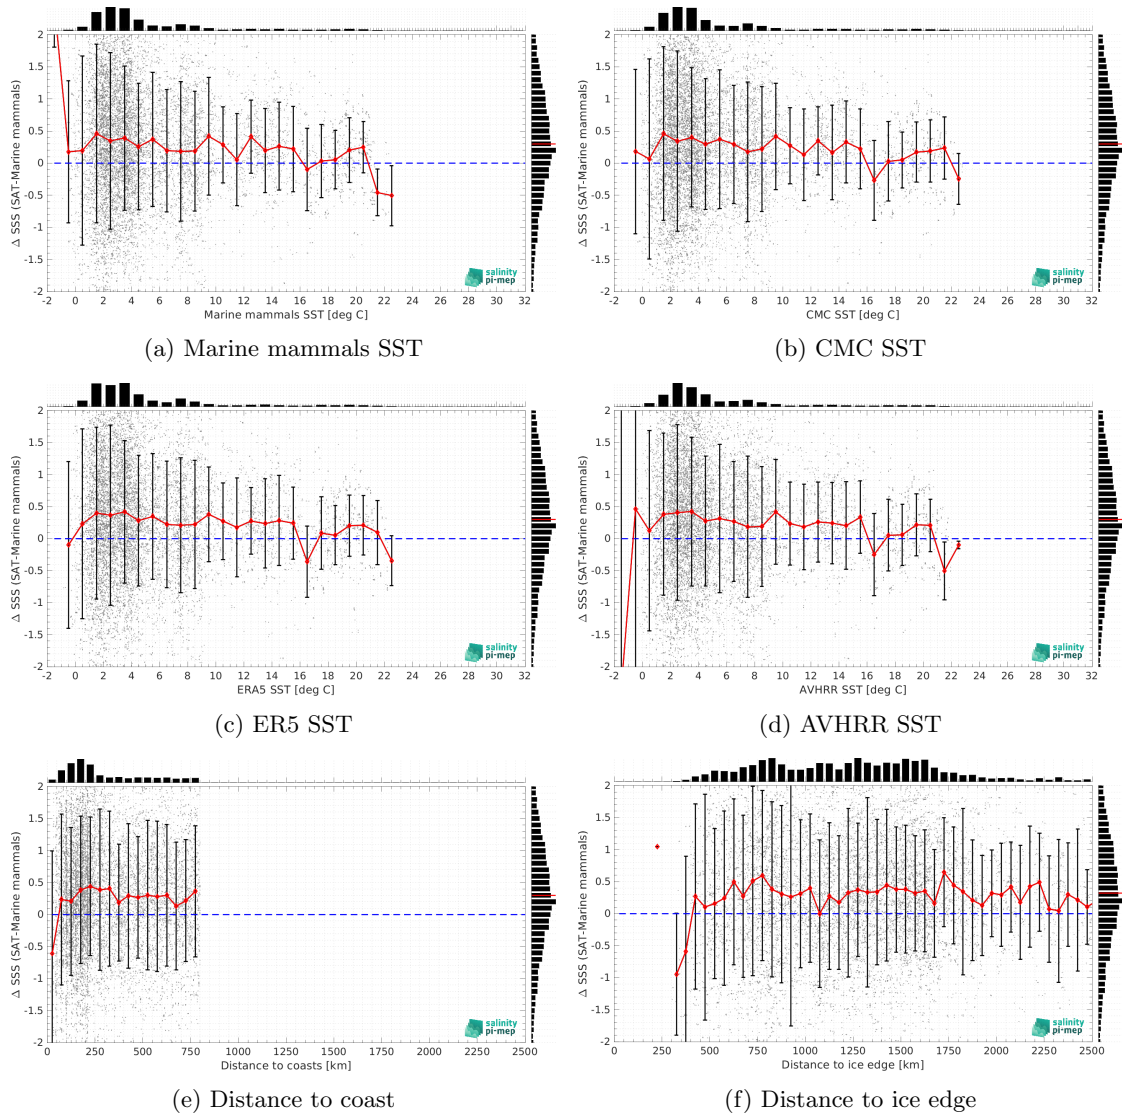 2
1.5
1
0.5
0
-0.5
-1
-1.5
-2
Δ SSS (SAT-Marine mammals)
salinity
pi-mep
-2 0 2 4 6 8 10 12 14 16 18 20 22 24 26 28 30 32
Marine mammals SST [deg C]
(a) Marine mammals SST
2
1.5
1
0.5
0
-0.5
-1
-1.5
-2
Δ SSS (SAT-Marine mammals)
salinity
pi-mep
-2 0 2 4 6 8 10 12 14 16 18 20 22 24 26 28 30 32
CMC SST [deg C]
(b) CMC SST
2
1.5
1
0.5
0
-0.5
-1
-1.5
-2
Δ SSS (SAT-Marine mammals)
salinity
pi-mep
-2 0 2 4 6 8 10 12 14 16 18 20 22 24 26 28 30 32
ERA5 SST [deg C]
(c) ER5 SST
2
1.5
1
0.5
0
-0.5
-1
-1.5
-2
Δ SSS (SAT-Marine mammals)
salinity
pi-mep
-2 0 2 4 6 8 10 12 14 16 18 20 22 24 26 28 30 32
AVHRR SST [deg C]
(d) AVHRR SST
2
1.5
1
0.5
0
-0.5
-1
-1.5
-2
Δ SSS (SAT-Marine mammals)
salinity
pi-mep
0 250 500 750 1000 1250 1500 1750 2000 2250 2500
Distance to coasts [km]
(e) Distance to coast
2
1.5
1
0.5
0
-0.5
-1
-1.5
-2
Δ SSS (SAT-Marine mammals)
salinity
pi-mep
0 500 750 1000 1250 1500 1750 2000 2250 2500
Distance to ice edge [km]
(f) Distance to ice edge